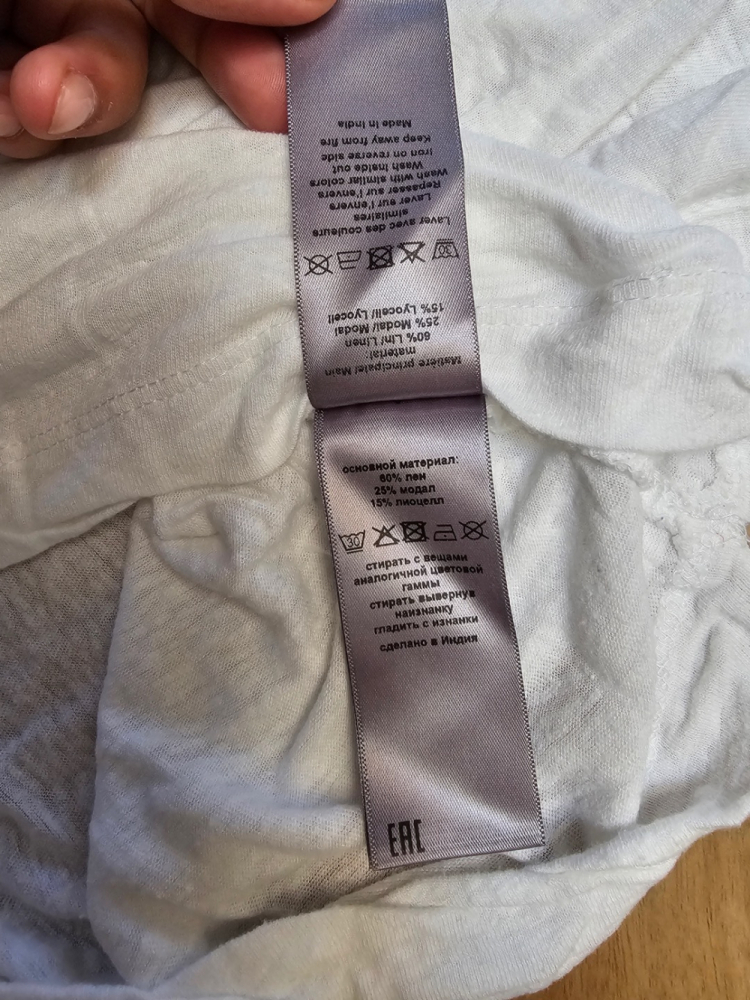 Matière principale/ Main
material:
60% Lin/ Linen
25% Modal/ Modal
15% Lyocell/ Lyocell
30
Laver avec des couleurs
similaires
Laver sur l'envers
Repasser sur l'envers
Wash with similar colors
Wash inside out
Iron on reverse side
Keep away from fire
Made in India
основной материал:
60% лен
25% модал
15% лиоцелл
30
стирать с вещами
аналогичной цветовой
гаммы
стирать вывернув
наизнанку
гладить с изнанки
сделано в Индия
EAC